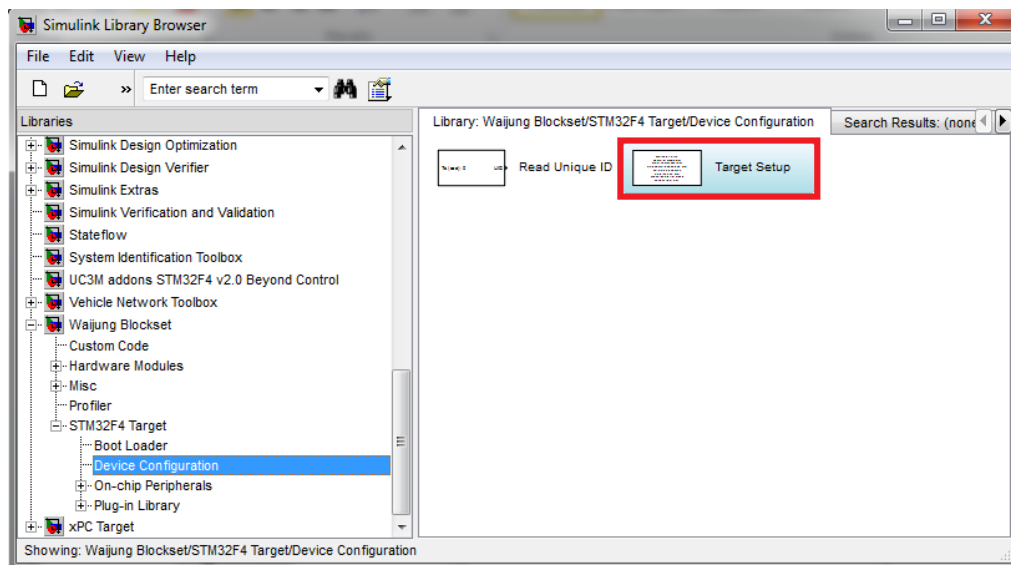 Simulink Library Browser
File Edit View Help
» Enter search term
Libraries
Library: Waijung Blockset/STM32F4 Target/Device Configuration
Search Results: (none
Simulink Design Optimization
Simulink Design Verifier
Simulink Extras
Simulink Verification and Validation
Stateflow
System Identification Toolbox
UC3M addons STM32F4 v2.0 Beyond Control
Vehicle Network Toolbox
Waijung Blockset
Custom Code
Hardware Modules
Misc
Profiler
STM32F4 Target
Boot Loader
Device Configuration
On-chip Peripherals
Plug-in Library
xPC Target
Read Unique ID
Target Setup
Showing: Waijung Blockset/STM32F4 Target/Device Configuration